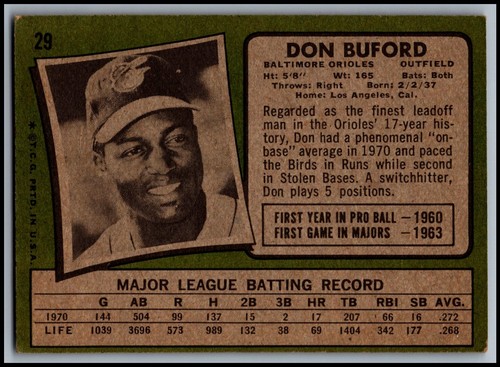 29
DON BUFORD
BALTIMORE ORIOLES OUTFIELD
Ht: 5'8" Wt: 165 Bats: Both
Throws: Right Born: 2/2/37
Home: Los Angeles, Cal.
Regarded as the finest leadoff
man in the Orioles' 17-year his-
tory, Don had a phenomenal "on-
base" average in 1970 and paced
the Birds in Runs while second
in Stolen Bases. A switchhitter,
Don plays 5 positions.
FIRST YEAR IN PRO BALL—1960
FIRST GAME IN MAJORS—1963
* © T.C.G. PRTD. IN U.S.A.
MAJOR LEAGUE BATTING RECORD
G AB R H 2B 3B HR TB RBI SB AVG.
1970 144 504 99 137 15 2 17 207 66 16 .272
LIFE 1039 3696 573 989 132 38 69 1404 342 177 .268